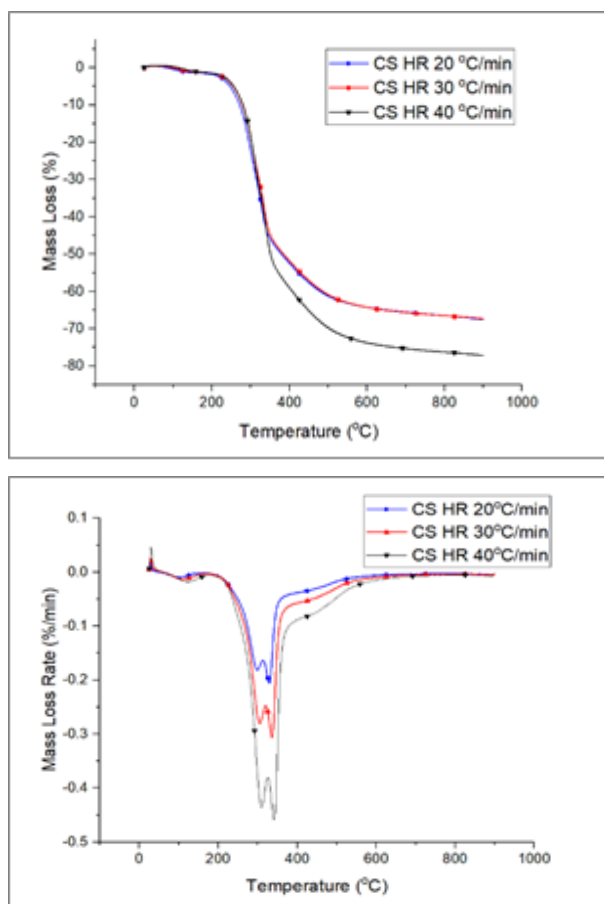 CS HR 20 °C/min
CS HR 30 °C/min
CS HR 40 °C/min
0
-10
-20
-30
-40
-50
-60
-70
-80
Mass Loss (%)
0 200 400 600 800 1000
Temperature (°C)
CS HR 20°C/min
CS HR 30°C/min
CS HR 40°C/min
0.1
0.0
-0.1
-0.2
-0.3
-0.4
-0.5
Mass Loss Rate (%/min)
0 200 400 600 800 1000
Temperature (°C)